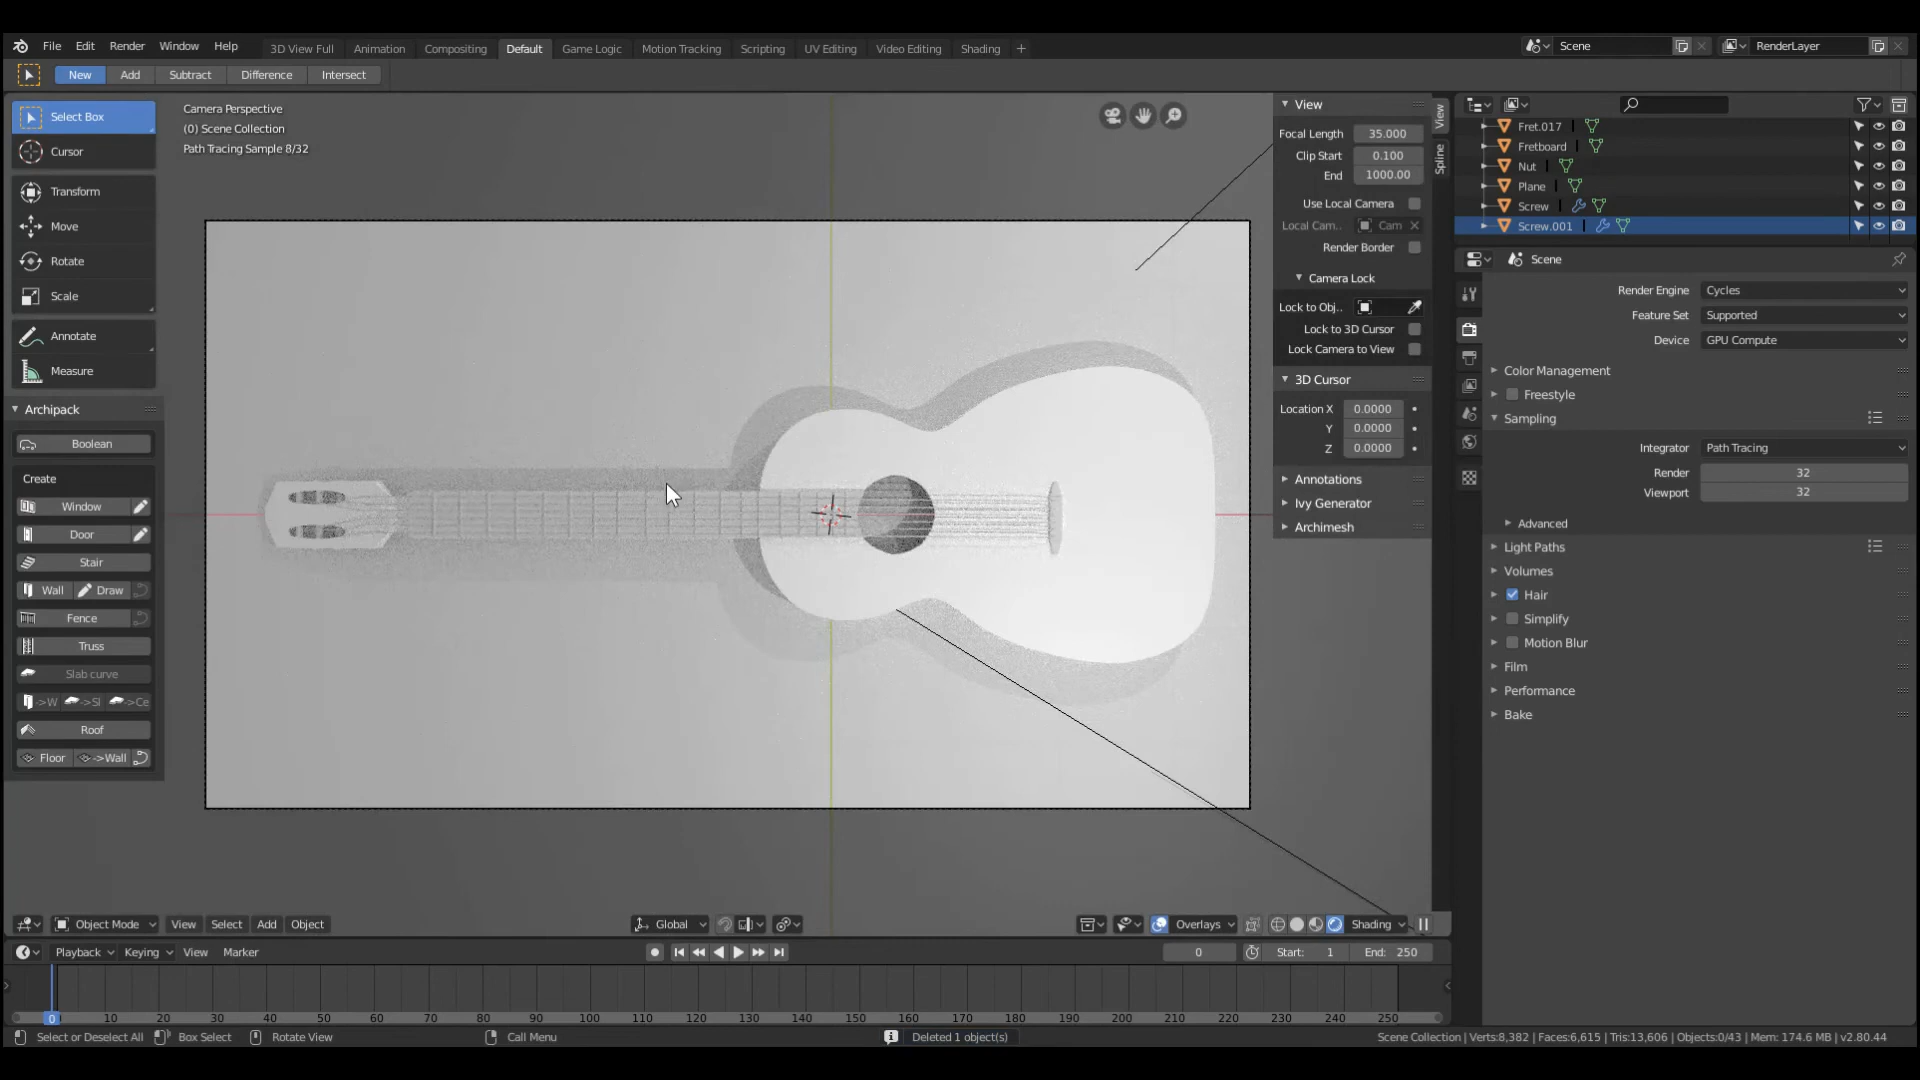 File Edit Render Window Help 3D View Full Animation Compositing Default Game Logic Motion Tracking Scripting UV Editing Video Editing Shading + Scene RenderLayer
New Add Subtract Difference Intersect
Select Box
Cursor
Transform
Move
Rotate
Scale
Annotate
Measure
Archipack
Boolean
Create
Window
Door
Stair
Wall Draw
Fence
Truss
Slab curve
->W ->Sl ->Ce
Roof
Floor ->Wall
Camera Perspective
(0) Scene Collection
Path Tracing Sample 8/32
View
Focal Length 35.000
Clip Start 0.100
End 1000.00
Use Local Camera
Local Cam.. Cam
Render Border
Camera Lock
Lock to Obj..
Lock to 3D Cursor
Lock Camera to View
3D Cursor
Location X 0.0000
Y 0.0000
Z 0.0000
Annotations
Ivy Generator
Archimesh
View
Spline
Fret.017
Fretboard
Nut
Plane
Screw
Screw.001
Scene
Render Engine Cycles
Feature Set Supported
Device GPU Compute
Color Management
Freestyle
Sampling
Integrator Path Tracing
Render 32
Viewport 32
Advanced
Light Paths
Volumes
Hair
Simplify
Motion Blur
Film
Performance
Bake
Object Mode View Select Add Object Global Overlays Shading
Playback Keying View Marker 0 Start: 1 End: 250
0 10 20 30 40 50 60 70 80 90 100 110 120 130 140 150 160 170 180 190 200 210 220 230 240 250
Select or Deselect All Box Select Rotate View Call Menu Deleted 1 object(s) Scene Collection | Verts:8,382 | Faces:6,615 | Tris:13,606 | Objects:0/43 | Mem: 174.6 MB | v2.80.44